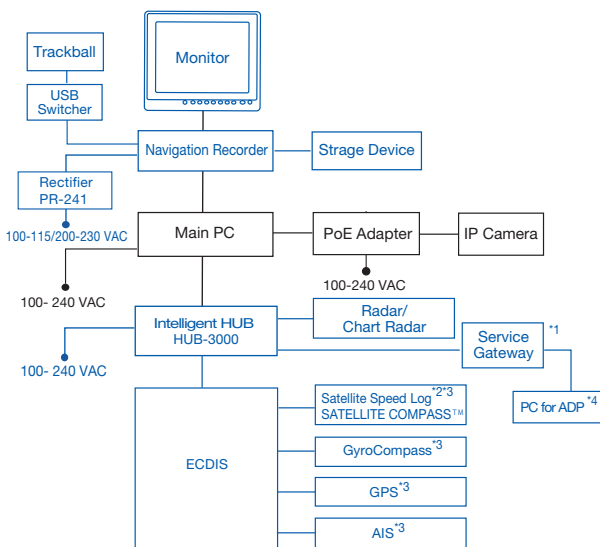 Trackball
Monitor
USB
Switcher
Navigation Recorder
Strage Device
Rectifier
PR-241
100-115/200-230 VAC
Main PC
PoE Adapter
IP Camera
100- 240 VAC
100-240 VAC
Intelligent HUB
HUB-3000
Radar/
Chart Radar
Service
Gateway
*1
100- 240 VAC
Satellite Speed Log*2*3
SATELLITE COMPASS™
PC for ADP*4
ECDIS
GyroCompass*3
GPS*3
AIS*3